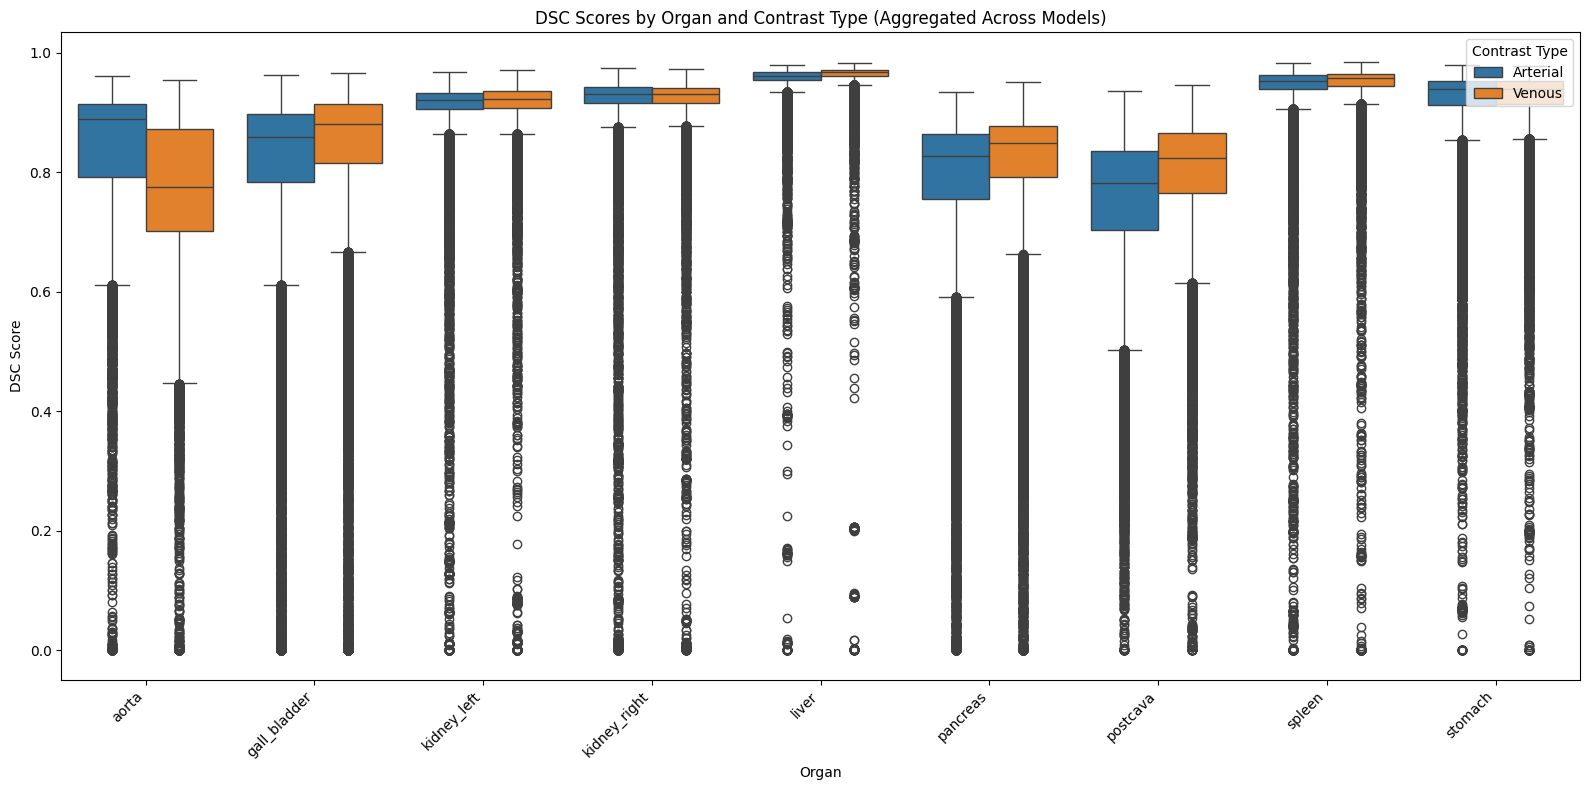 DSC Scores by Organ and Contrast Type (Aggregated Across Models)
Contrast Type
Arterial
Venous
DSC Score
1.0
0.8
0.6
0.4
0.2
0.0
aorta
gall_bladder
kidney_left
kidney_right
liver
pancreas
postcava
spleen
stomach
Organ